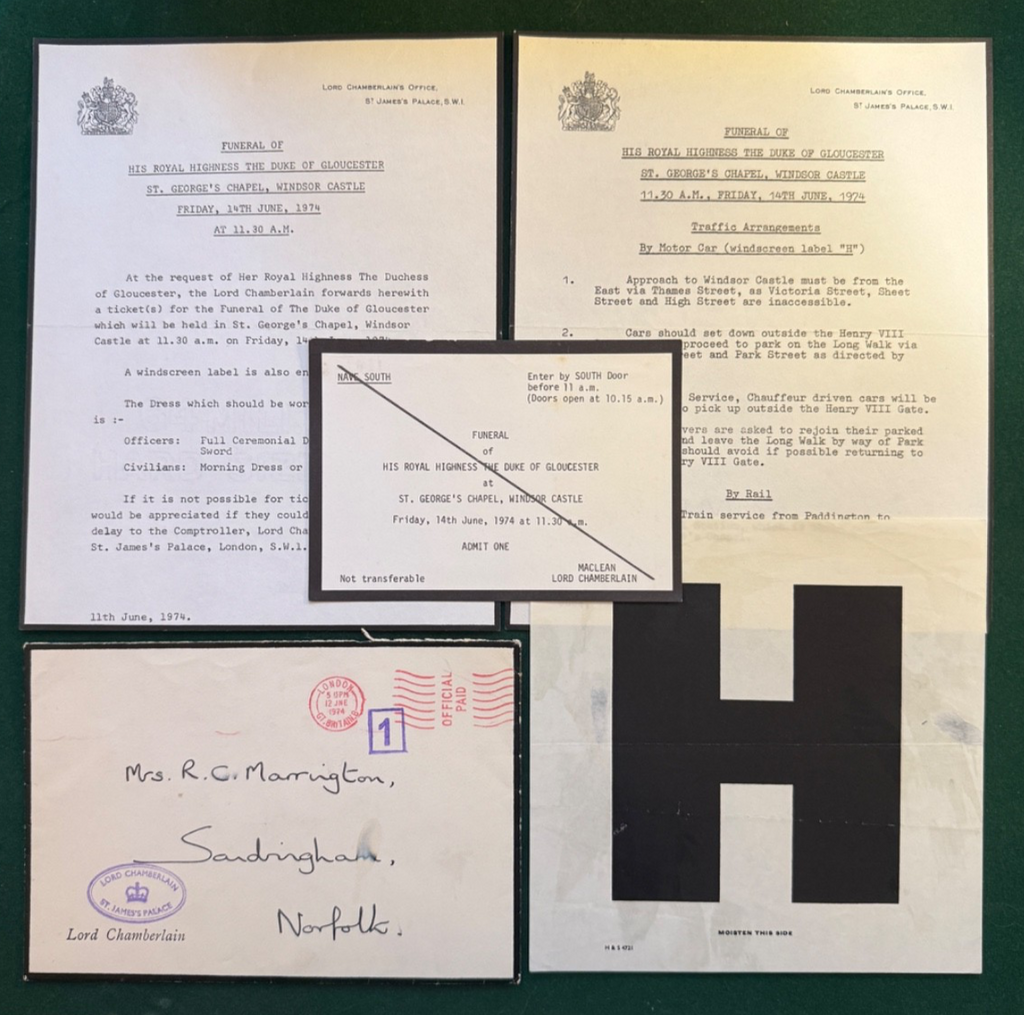 LORD CHAMBERLAIN'S OFFICE,
ST JAMES'S PALACE, S.W.1.
FUNERAL OF
HIS ROYAL HIGHNESS THE DUKE OF GLOUCESTER
ST. GEORGE'S CHAPEL, WINDSOR CASTLE
FRIDAY, 14TH JUNE, 1974
AT 11.30 A.M.
At the request of Her Royal Highness The Duchess
of Gloucester, the Lord Chamberlain forwards herewith
a ticket(s) for the Funeral of The Duke of Gloucester
which will be held in St. George's Chapel, Windsor
Castle at 11.30 a.m. on Friday,
A windscreen label is also
The Dress which should be
is :-
Officers: Full Ceremonial
Sword
Civilians: Morning Dress or
If it is not possible for
would be appreciated if they could
delay to the Comptroller, Lord
St. James's Palace, London, S.W.1.
11th June, 1974.
LORD CHAMBERLAIN'S OFFICE,
ST JAMES'S PALACE, S.W.1.
FUNERAL OF
HIS ROYAL HIGHNESS THE DUKE OF GLOUCESTER
ST. GEORGE'S CHAPEL, WINDSOR CASTLE
11.30 A.M., FRIDAY, 14TH JUNE, 1974
Traffic Arrangements
By Motor Car (windscreen label "H")
1. Approach to Windsor Castle must be from the
East via Thames Street, as Victoria Street, Sheet
Street and High Street are inaccessible.
2. Cars should set down outside the Henry VIII
proceed to park on the Long Walk via
and Park Street as directed by
Service, Chauffeur driven cars will be
pick up outside the Henry VIII Gate.
are asked to rejoin their parked
and leave the Long Walk by way of Park
should avoid if possible returning to
VIII Gate.
By Rail
Train service from Paddington to
NAVE SOUTH
Enter by SOUTH Door
before 11 a.m.
(Doors open at 10.15 a.m.)
FUNERAL
of
HIS ROYAL HIGHNESS THE DUKE OF GLOUCESTER
at
ST. GEORGE'S CHAPEL, WINDSOR CASTLE
Friday, 14th June, 1974 at 11.30 a.m.
ADMIT ONE
Not transferable
MACLEAN
LORD CHAMBERLAIN
LONDON
12 JNE
1974
GT. BRITAIN
OFFICIAL
PAID
1
Mrs. R. C. Marrington,
Sandringham,
Norfolk.
LORD CHAMBERLAIN
ST. JAMES'S PALACE
Lord Chamberlain
H
MOISTEN THIS SIDE